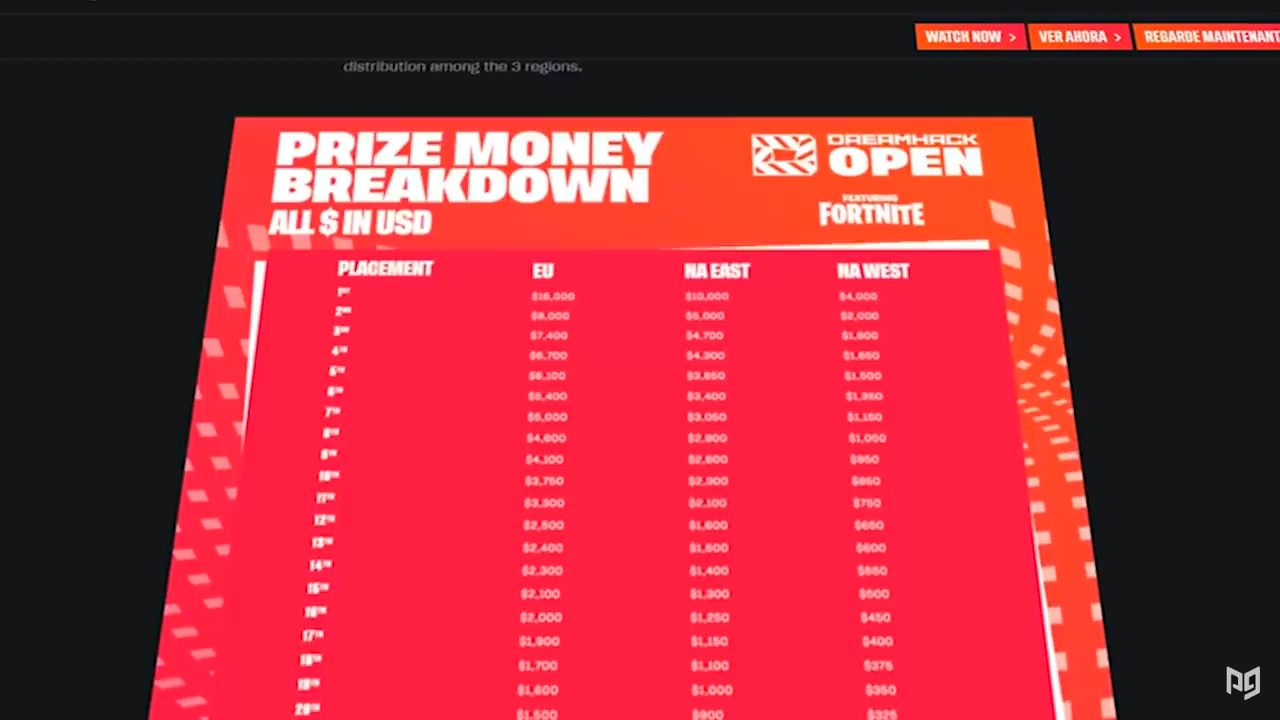 WATCH NOW > VER AHORA > REGARDE MAINTENANT
distribution among the 3 regions.
PRIZE MONEY
BREAKDOWN
ALL $ IN USD
DREAMHACK
OPEN
FEATURING
FORTNITE
PLACEMENT EU NA EAST NA WEST
1ST $16,000 $10,000 $4,000
2ND $8,000 $5,000 $2,000
3RD $7,400 $4,700 $1,800
4TH $6,700 $4,300 $1,650
5TH $6,100 $3,850 $1,500
6TH $5,400 $3,400 $1,350
7TH $5,000 $3,050 $1,150
8TH $4,600 $2,800 $1,050
9TH $4,100 $2,600 $950
10TH $3,750 $2,300 $850
11TH $3,300 $2,100 $750
12TH $2,500 $1,600 $650
13TH $2,400 $1,500 $600
14TH $2,300 $1,400 $550
15TH $2,100 $1,300 $500
16TH $2,000 $1,250 $450
17TH $1,900 $1,150 $400
18TH $1,700 $1,100 $375
19TH $1,600 $1,000 $350
20TH $1,500 $900 $325
PG